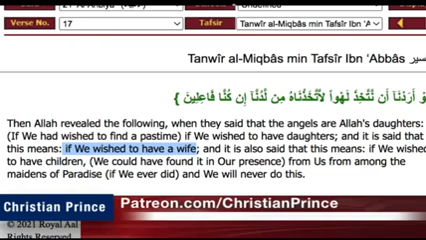 Verse No.
17
Tafsir
Tanwîr al-Miqbâs min Tafsîr Ibn 'Abbâs
Tanwîr al-Miqbâs min Tafsîr Ibn 'Abbâs
سير
وْ أَرَدْنَآ أَن نَّتَّخِذَ لَهْواً لاَّتَّخَذْنَاهُ مِن لَّدُنَّآ إِن كُنَّا فَاعِلِينَ }
Then Allah revealed the following, when they said that the angels are Allah's daughters:
(If We had wished to find a pastime) if We wished to have daughters; and it is said that
this means: if We wished to have a wife; and it is also said that this means: if We wished
to have children, (We could have found it in Our presence) from Us from among the
maidens of Paradise (if We ever did) and We will never do this.
Christian Prince
Patreon.com/ChristianPrince
© 2021 Royal Aal
Rights Reserved